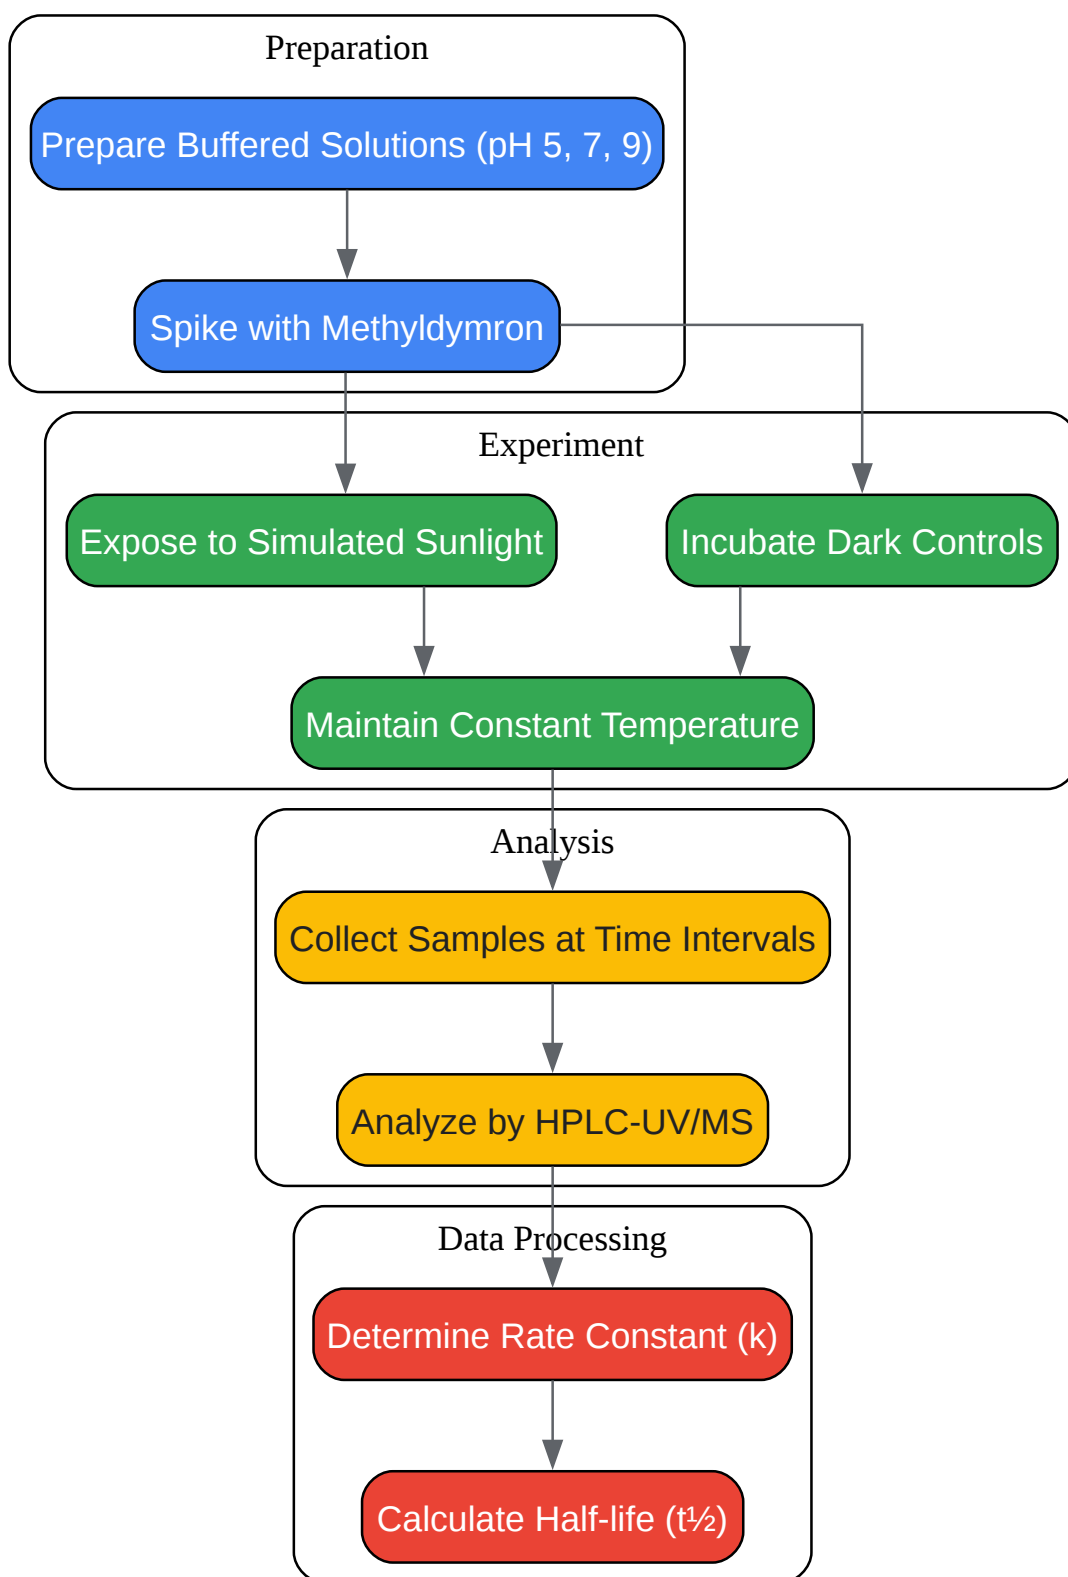 Preparation
Prepare Buffered Solutions (pH 5, 7, 9)
Spike with Methyldymron
Experiment
Expose to Simulated Sunlight
Incubate Dark Controls
Maintain Constant Temperature
Analysis
Collect Samples at Time Intervals
Analyze by HPLC-UV/MS
Data Processing
Determine Rate Constant (k)
Calculate Half-life (t½)